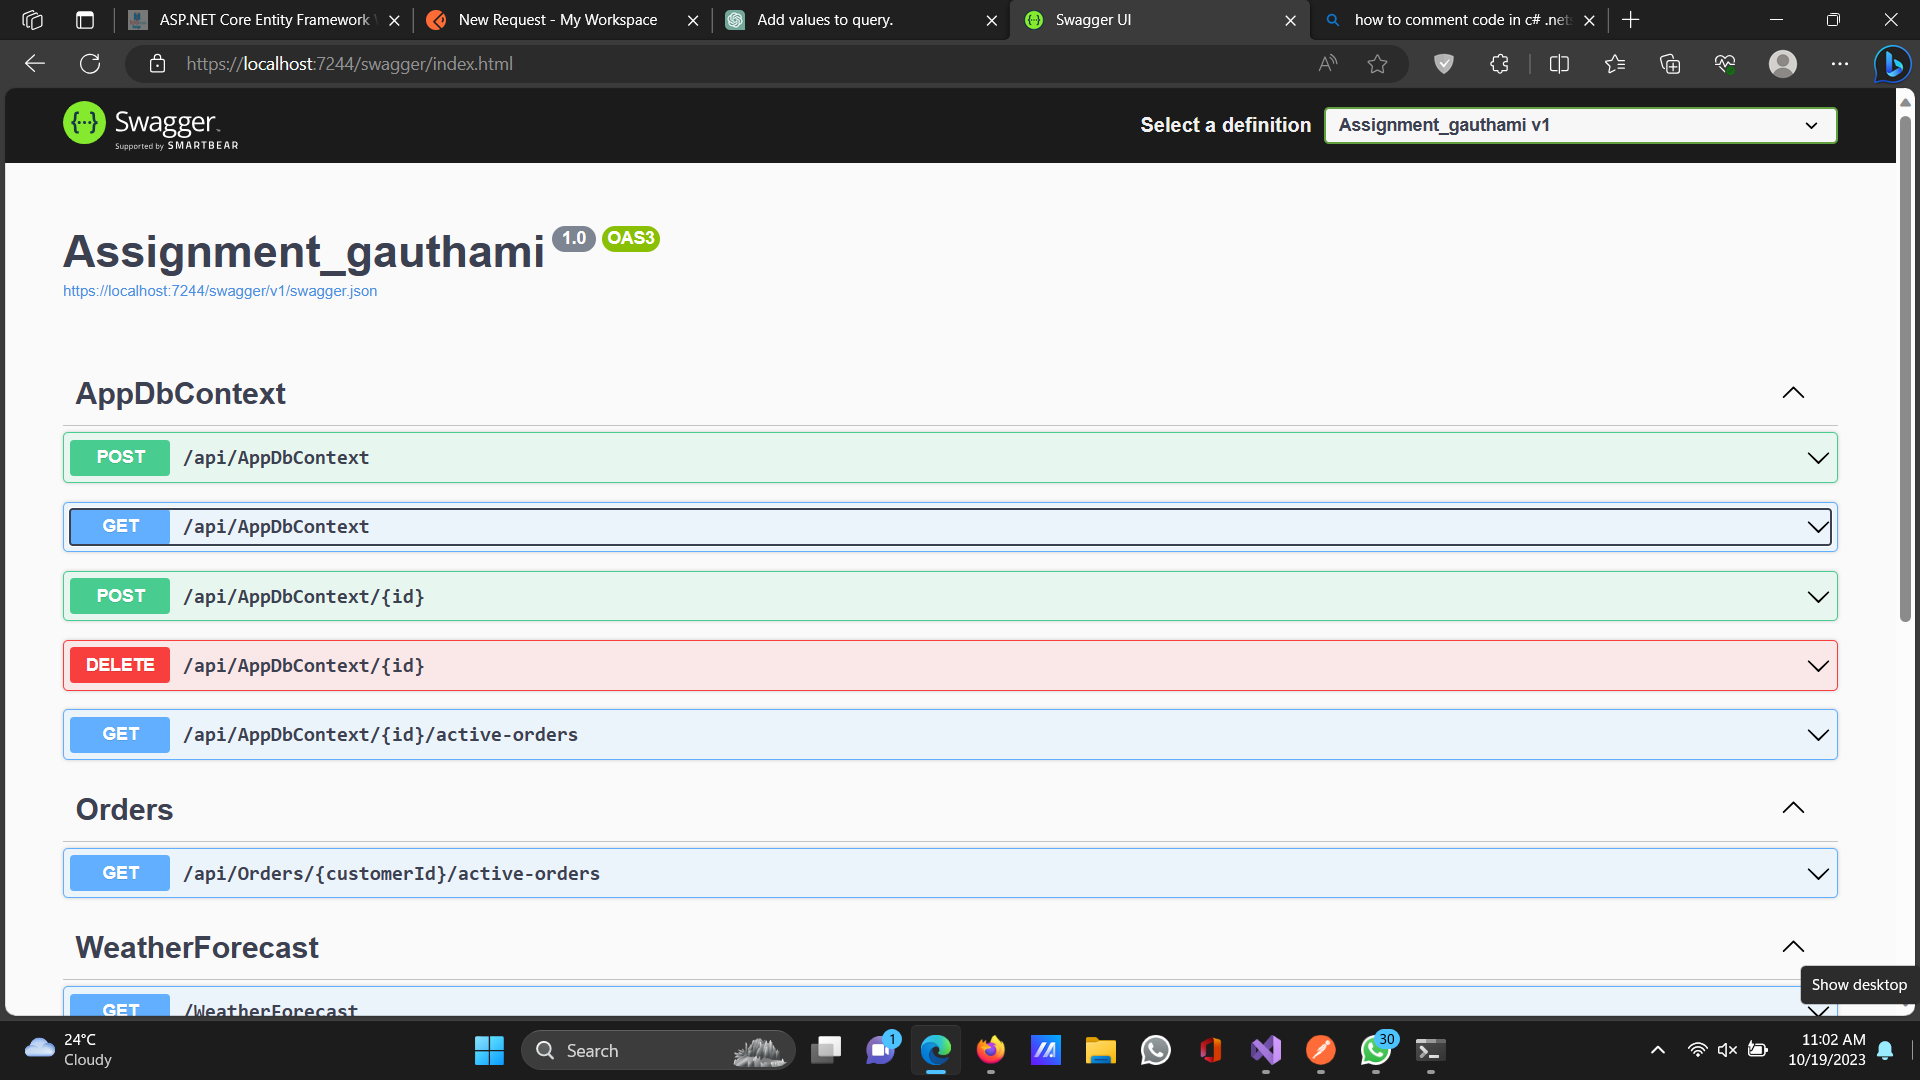 ASP.NET Core Entity Framework
New Request - My Workspace
Add values to query.
Swagger UI
how to comment code in c# .net
https://localhost:7244/swagger/index.html
Swagger
Supported by SMARTBEAR
Select a definition
Assignment_gauthami v1
Assignment_gauthami 1.0 OAS3
https://localhost:7244/swagger/v1/swagger.json
AppDbContext
POST /api/AppDbContext
GET /api/AppDbContext
POST /api/AppDbContext/{id}
DELETE /api/AppDbContext/{id}
GET /api/AppDbContext/{id}/active-orders
Orders
GET /api/Orders/{customerId}/active-orders
WeatherForecast
GET /WeatherForecast
Show desktop
24°C
Cloudy
Search
1
30
11:02 AM
10/19/2023